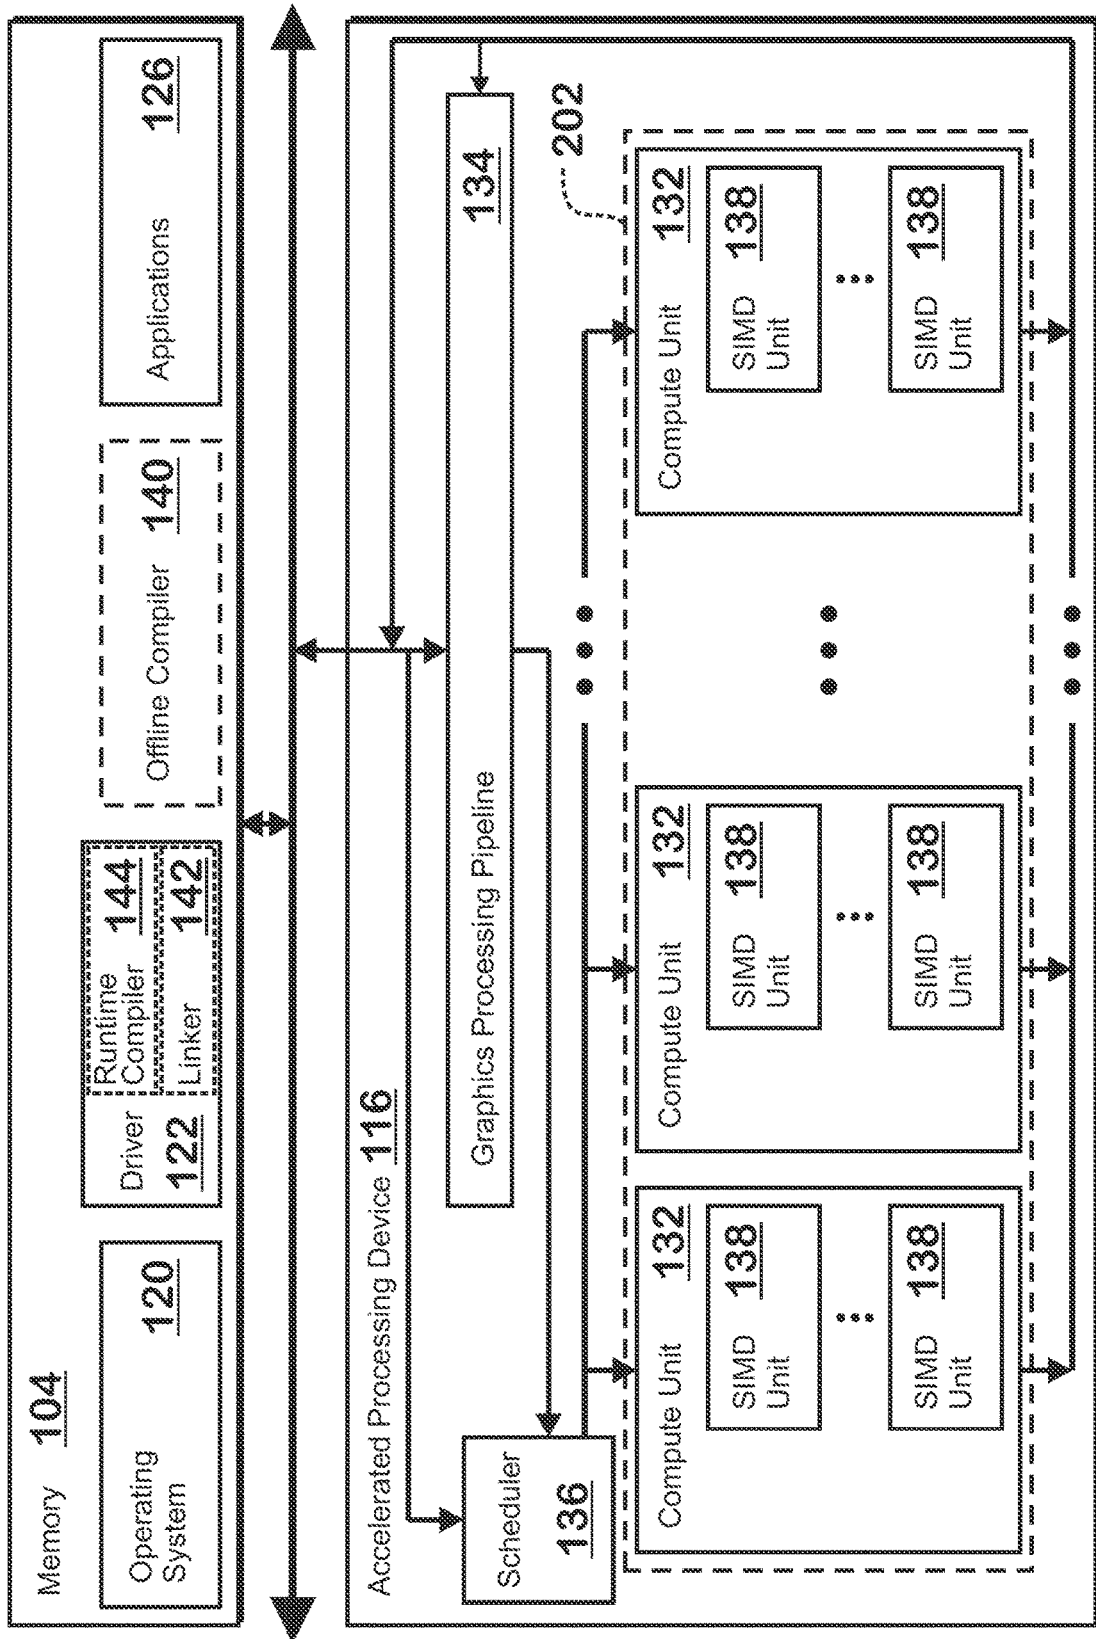 Memory 104
Operating
System
120
Driver
122
Runtime
Compiler
144
Linker 142
Offline Compiler 140
Applications 126
Accelerated Processing Device 116
Scheduler
136
Graphics Processing Pipeline 134
202
Compute Unit 132
SIMD
Unit
138
SIMD
Unit
138
Compute Unit 132
SIMD
Unit
138
SIMD
Unit
138
Compute Unit 132
SIMD
Unit
138
SIMD
Unit
138